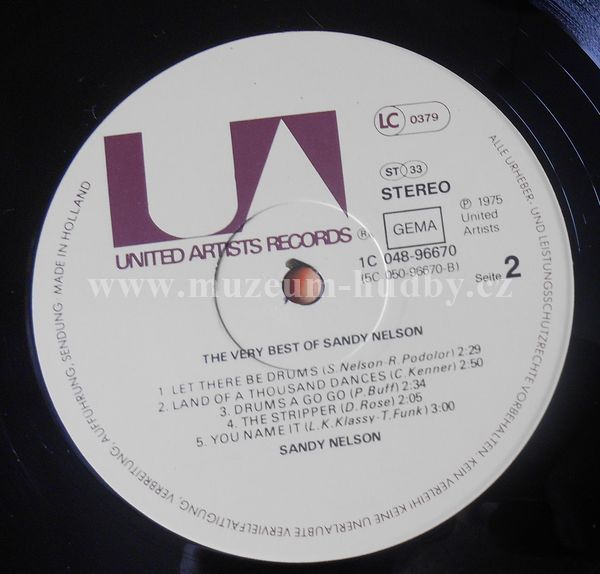 UA
UNITED ARTISTS RECORDS ®
LC 0379
ST 33
STEREO
GEMA
℗ 1975
United
Artists
1C 048-96670
(5C 050-96670-B)
Seite 2
www.muzeum-hudby.cz
THE VERY BEST OF SANDY NELSON
1 LET THERE BE DRUMS (S. Nelson-R. Podolor) 2:29
2. LAND OF A THOUSAND DANCES (C. Kenner) 2:50
3. DRUMS A GO GO (P. Buff) 2:34
4. THE STRIPPER (D. Rose) 2:05
5. YOU NAME IT (L.K. Klassy-T. Funk) 3:00
SANDY NELSON
ALLE URHEBER- UND LEISTUNGSSCHUTZRECHTE VORBEHALTEN KEIN VERLEIH! KEINE UNERLAUBTE VERVIELFÄLTIGUNG, VERBREITUNG, AUFFÜHRUNG, SENDUNG MADE IN HOLLAND